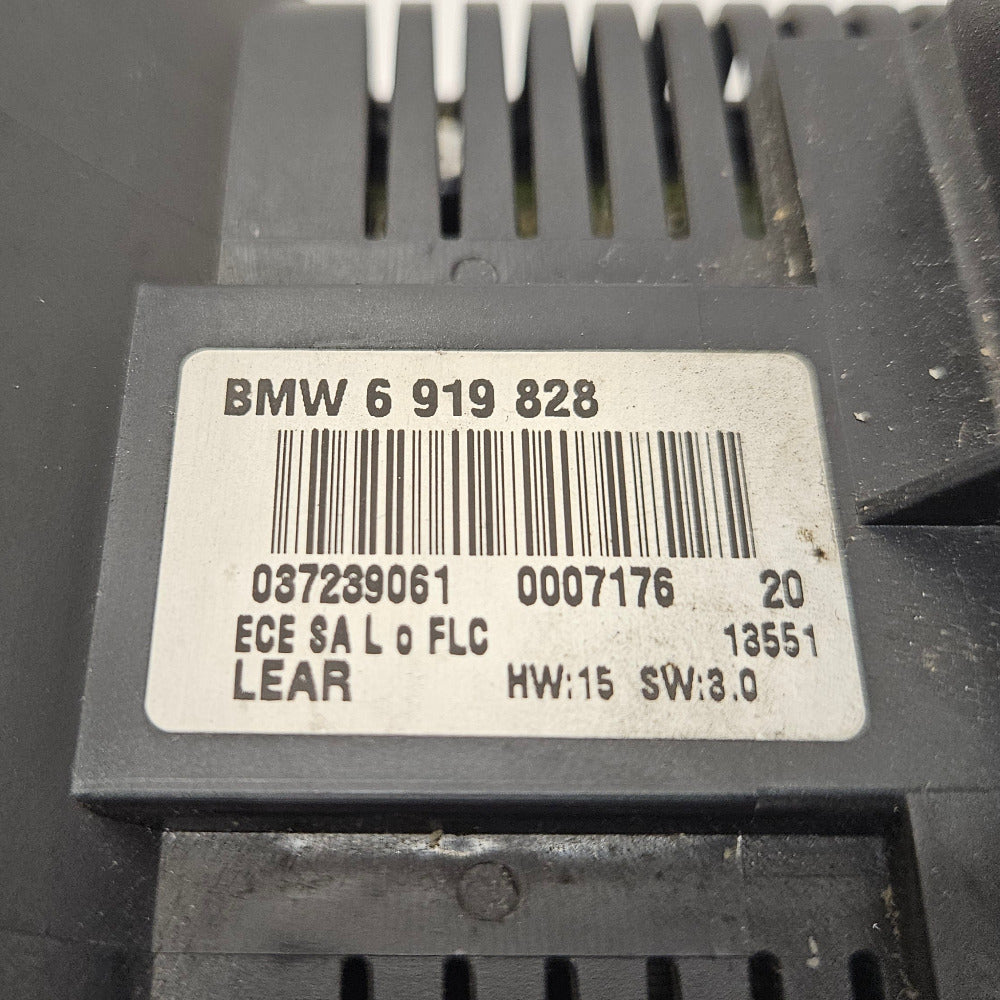 BMW 6 919 828
037239061 0007176 20
ECE SA L o FLC 13551
LEAR HW:15 SW:3.0